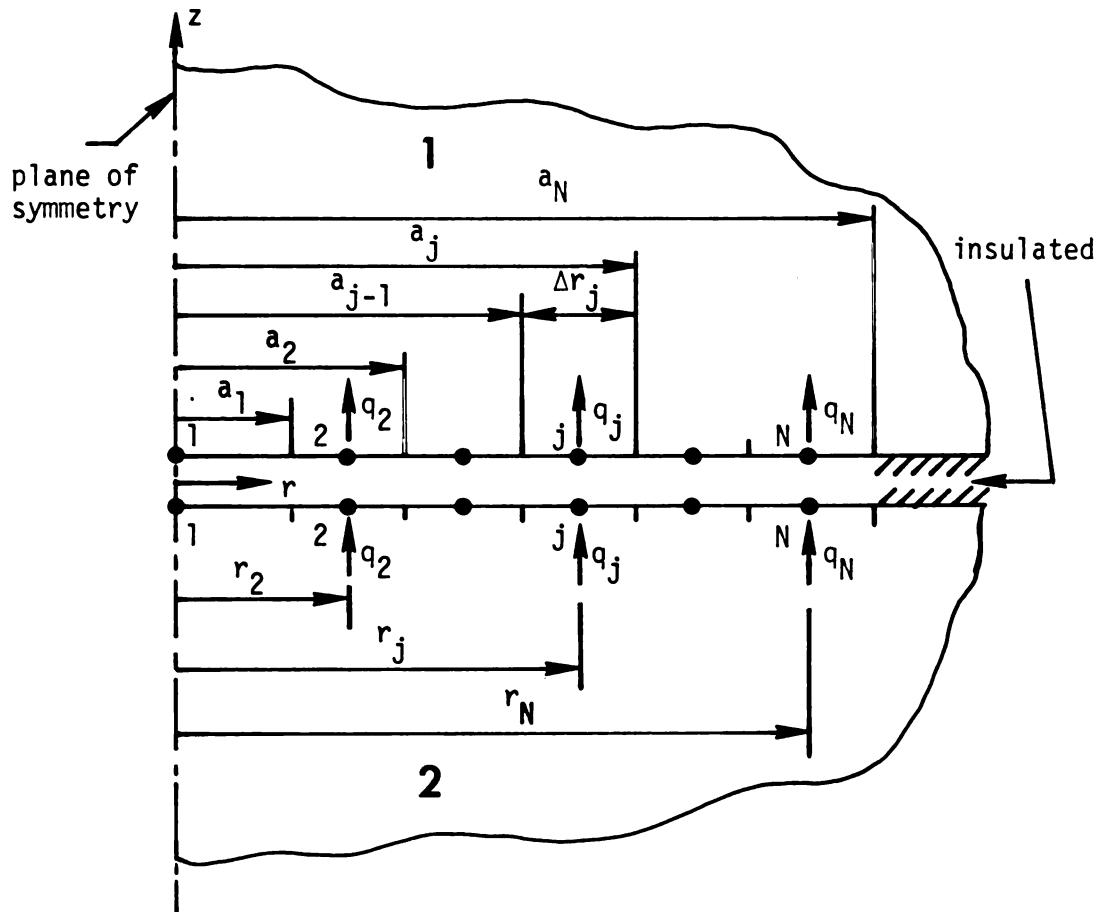 z
1
plane of
symmetry
a_N
a_j
insulated
a_{j-1}
Δr_j
a_2
a_1
q_2
q_j
q_N
1
2
j
N
r
1
2
j
N
q_2
q_j
q_N
r_2
r_j
r_N
2